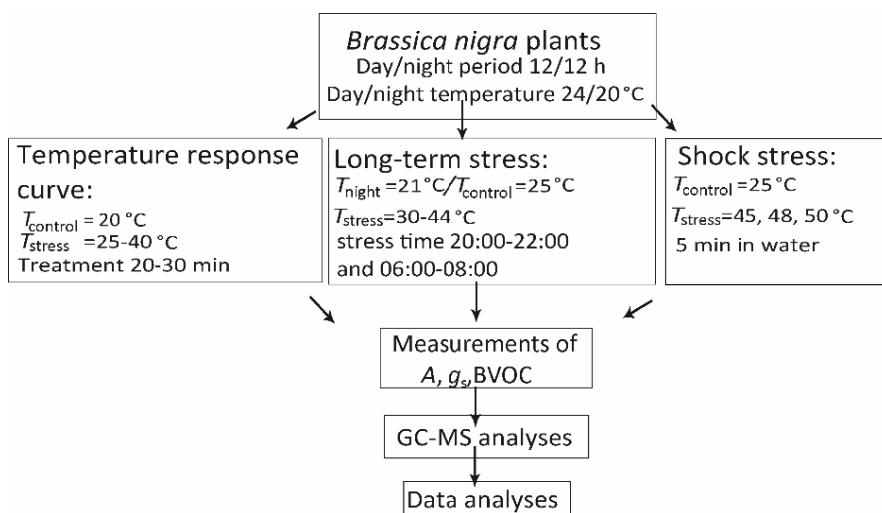 Brassica nigra plants
Day/night period 12/12 h
Day/night temperature 24/20 °C
Temperature response
curve:
Tcontrol = 20 °C
Tstress =25-40 °C
Treatment 20-30 min
Long-term stress:
Tnight =21 °C/Tcontrol=25 °C
Tstress=30-44 °C
stress time 20:00-22:00
and 06:00-08:00
Shock stress:
Tcontrol=25 °C
Tstress=45, 48, 50 °C
5 min in water
Measurements of
A, gs,BVOC
GC-MS analyses
Data analyses